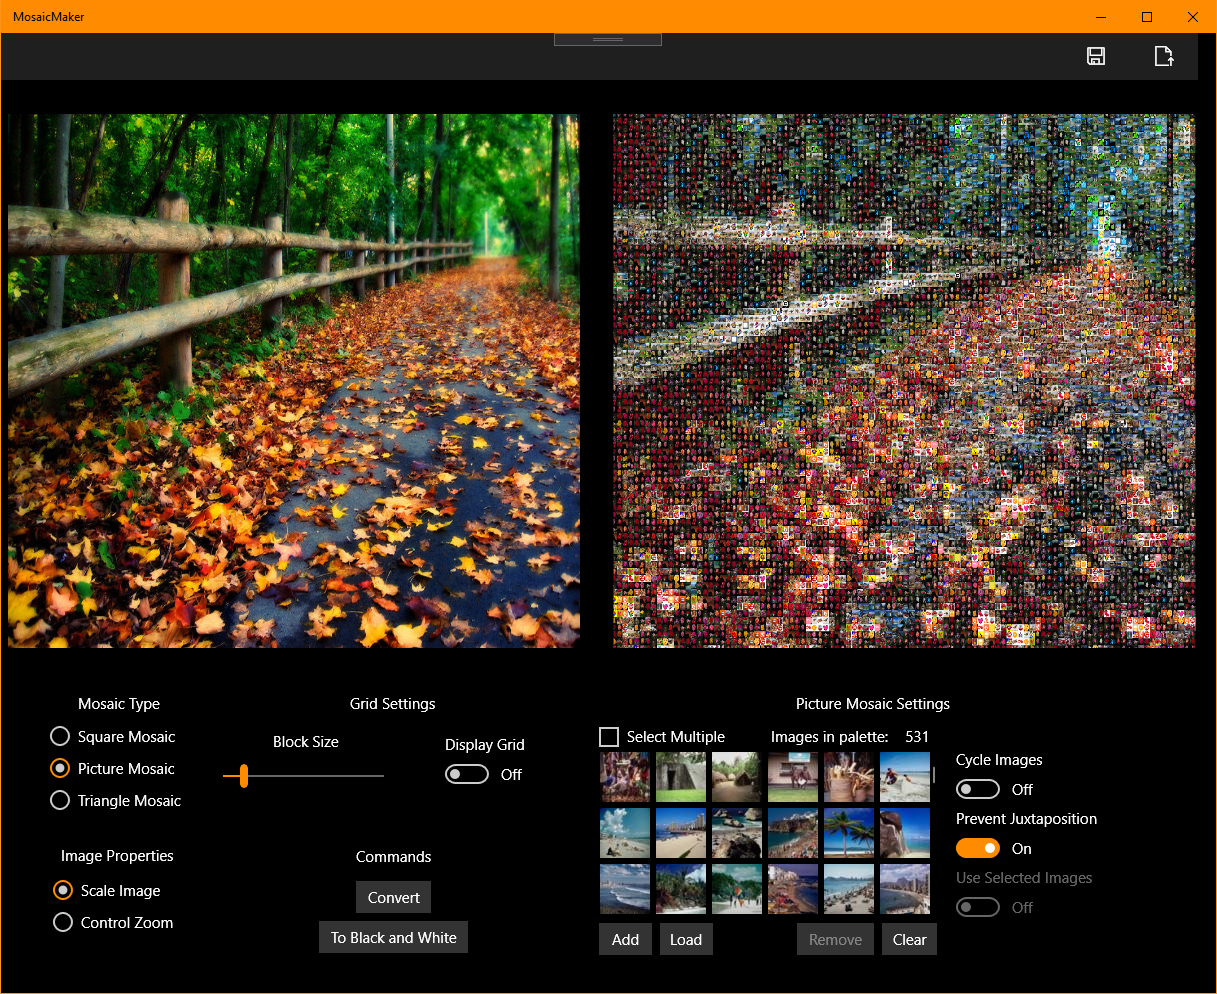 MosaicMaker
Mosaic Type
Square Mosaic
Picture Mosaic
Triangle Mosaic
Image Properties
Scale Image
Control Zoom
Grid Settings
Block Size
Display Grid
Off
Commands
Convert
To Black and White
Picture Mosaic Settings
Select Multiple
Images in palette: 531
Cycle Images
Off
Prevent Juxtaposition
On
Use Selected Images
Off
Add
Load
Remove
Clear